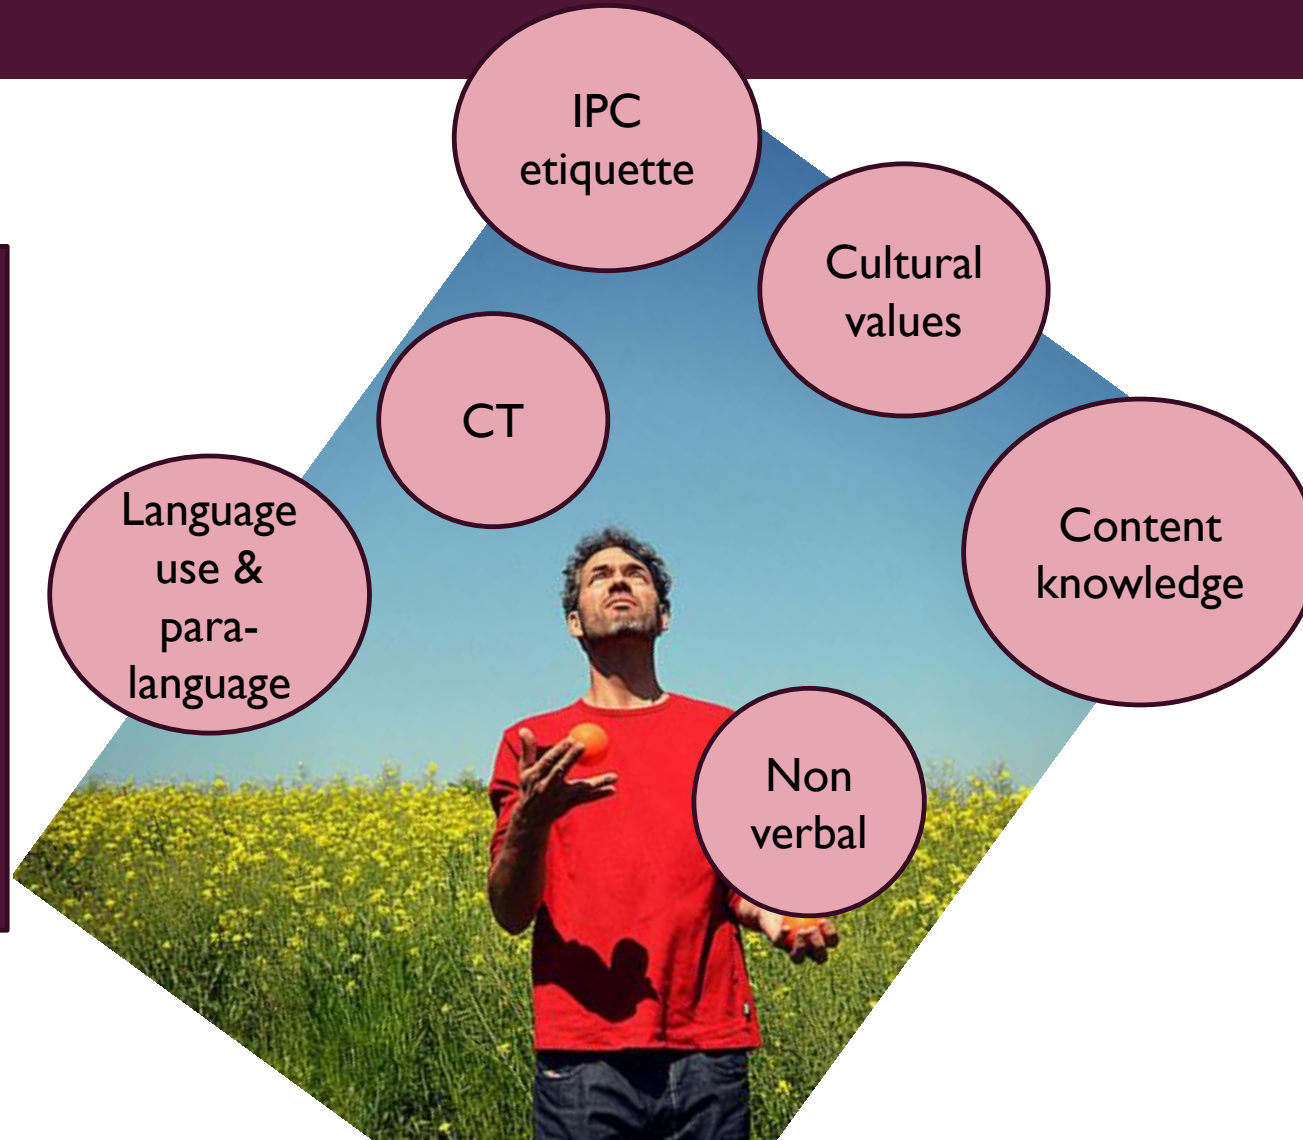 IPC
etiquette
Cultural
values
CT
Language
use &
para-
language
Content
knowledge
Non
verbal